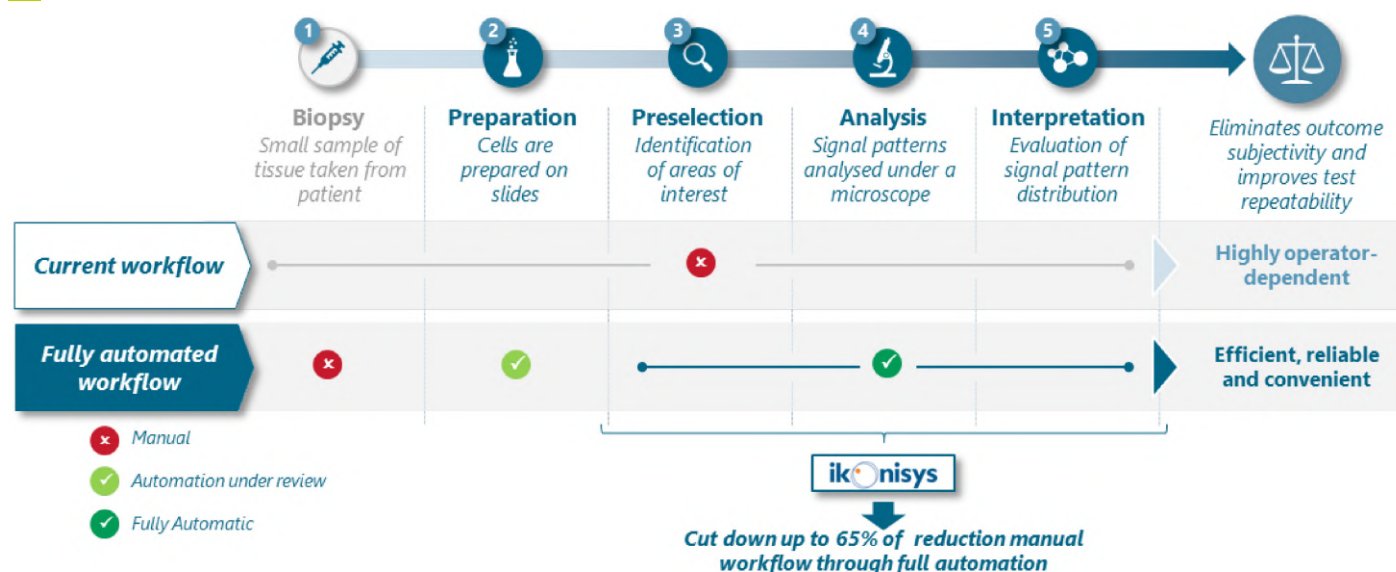 1
2
3
4
5
Biopsy
Small sample of
tissue taken from
patient
Preparation
Cells are
prepared on
slides
Preselection
Identification
of areas of
interest
Analysis
Signal patterns
analysed under a
microscope
Interpretation
Evaluation of
signal pattern
distribution
Eliminates outcome
subjectivity and
improves test
repeatability
Current workflow
Highly operator-
dependent
Fully automated
workflow
Efficient, reliable
and convenient
Manual
Automation under review
Fully Automatic
ikonisys
Cut down up to 65% of reduction manual
workflow through full automation